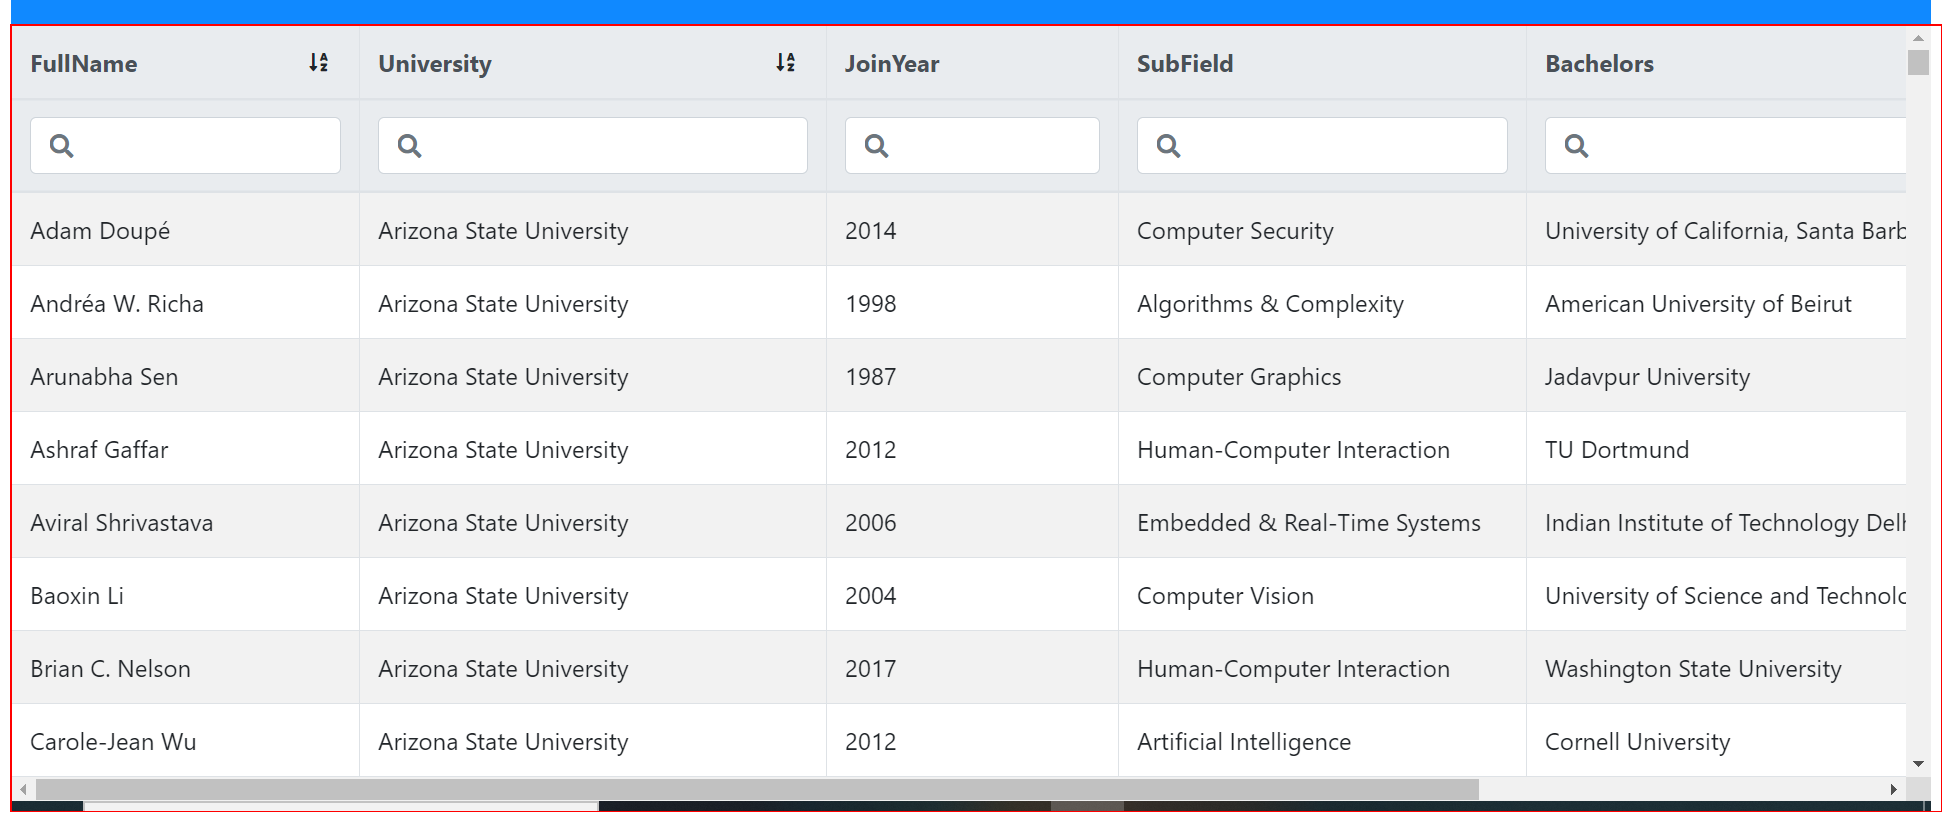 FullName University JoinYear SubField Bachelors
Adam Doupé Arizona State University 2014 Computer Security University of California, Santa Barb
Andréa W. Richa Arizona State University 1998 Algorithms & Complexity American University of Beirut
Arunabha Sen Arizona State University 1987 Computer Graphics Jadavpur University
Ashraf Gaffar Arizona State University 2012 Human-Computer Interaction TU Dortmund
Aviral Shrivastava Arizona State University 2006 Embedded & Real-Time Systems Indian Institute of Technology Delh
Baoxin Li Arizona State University 2004 Computer Vision University of Science and Technolo
Brian C. Nelson Arizona State University 2017 Human-Computer Interaction Washington State University
Carole-Jean Wu Arizona State University 2012 Artificial Intelligence Cornell University